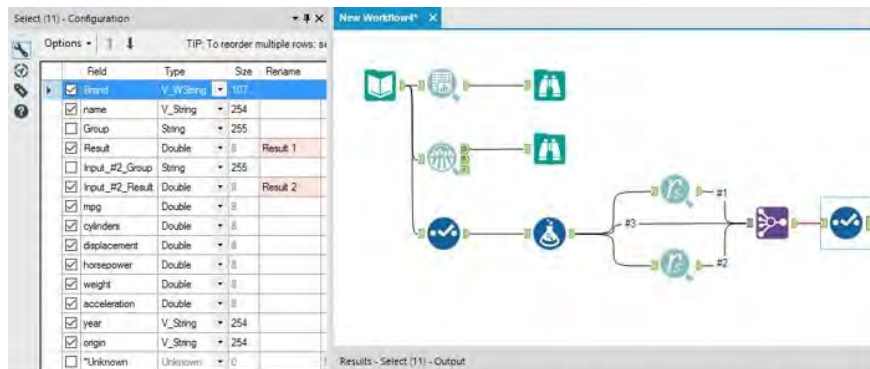 Select (11) - Configuration
New Workflow4*
Options
TIP: To reorder multiple rows: se
Field Type Size Rename
Brand V_WString 107...
name V_String 254
Group String 255
Result Double 8 Result 1
Input_#2_Group String 255
Input_#2_Result Double 8 Result 2
mpg Double 8
cylinders Double 8
displacement Double 8
horsepower Double 8
weight Double 8
acceleration Double 8
year V_String 254
origin V_String 254
*Unknown Unknown 0
#1
#3
#2
Results - Select (11) - Output